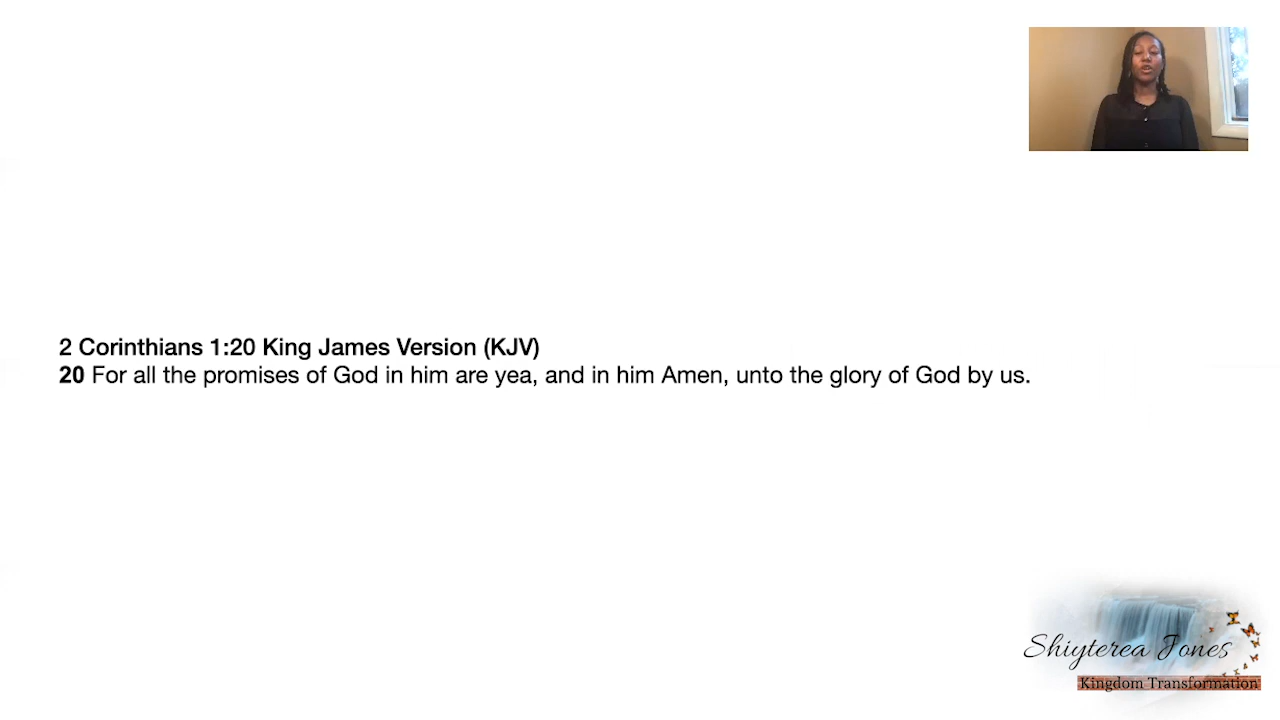 2 Corinthians 1:20 King James Version (KJV)
20 For all the promises of God in him are yea, and in him Amen, unto the glory of God by us.
Shiyterea Jones
Kingdom Transformation